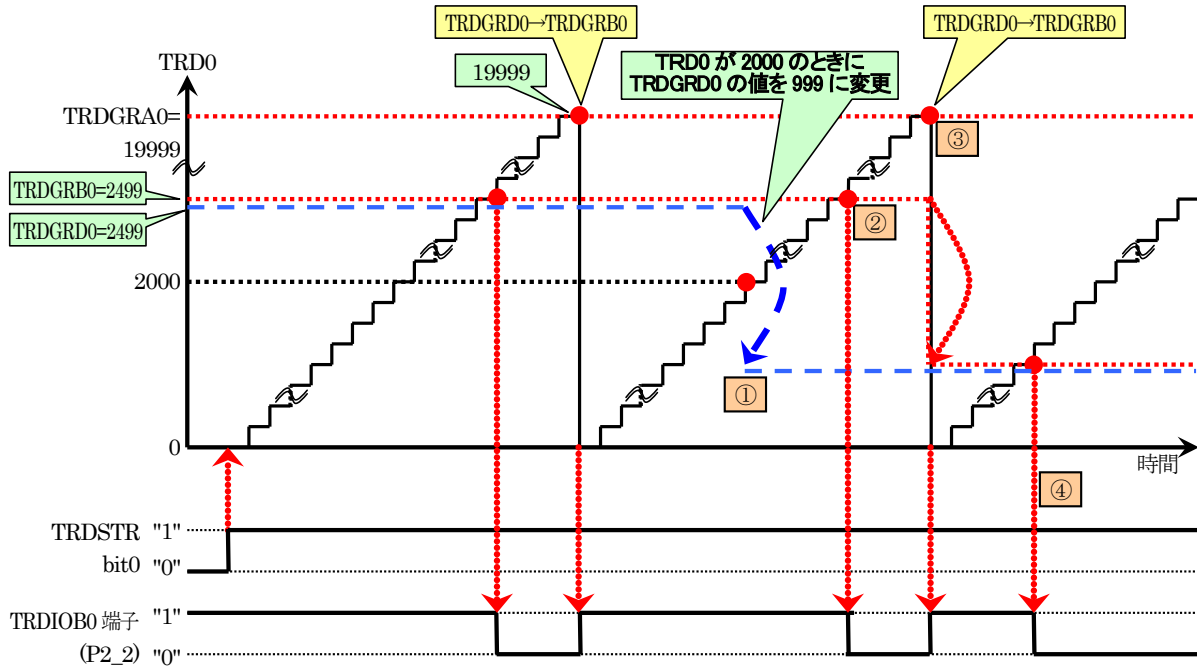 TRDGRD0→TRDGRB0
TRDGRD0→TRDGRB0
TRD0
19999
TRD0 が 2000 のときに
TRDGRD0 の値を 999 に変更
TRDGRA0=
19999
③
TRDGRB0=2499
②
TRDGRD0=2499
2000
①
0
時間
④
TRDSTR "1"
bit0 "0"
TRDIOB0 端子 "1"
(P2_2) "0"